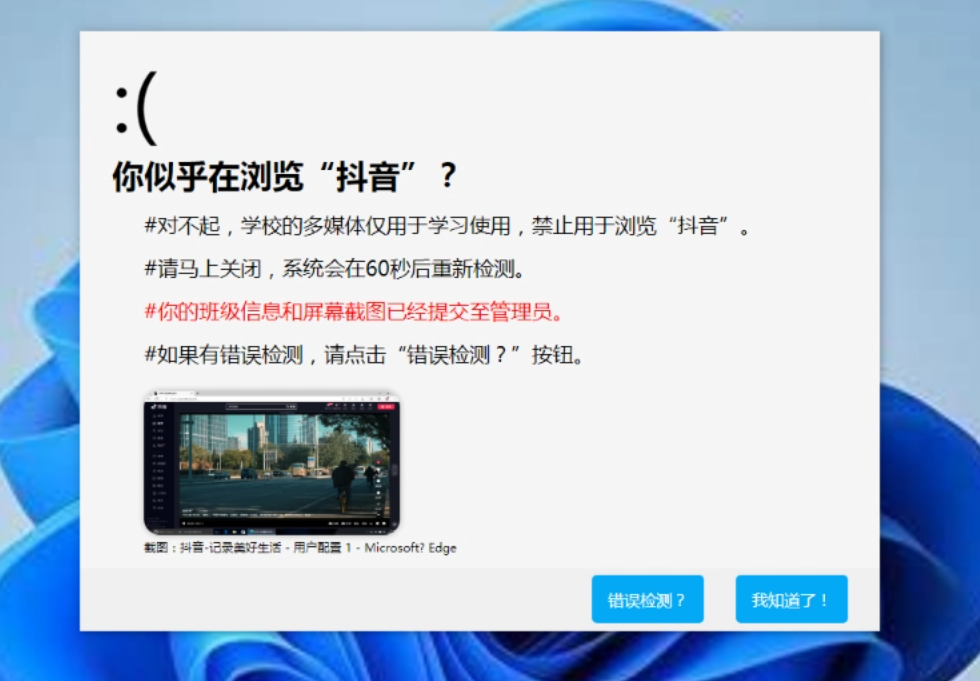 :(
你似乎在浏览“抖音”？
#对不起，学校的多媒体仅用于学习使用，禁止用于浏览“抖音”。
#请马上关闭，系统会在60秒后重新检测。
#你的班级信息和屏幕截图已经提交至管理员。
#如果有错误检测，请点击“错误检测？”按钮。
截图：抖音-记录美好生活 - 用户配置 1 - Microsoft? Edge
错误检测？
我知道了！